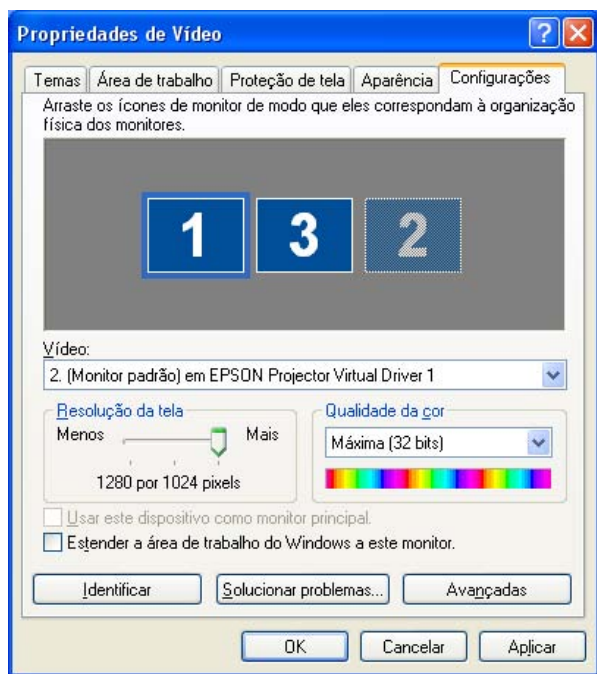 Propriedades de Vídeo
Temas Área de trabalho Proteção de tela Aparência Configurações
Arraste os ícones de monitor de modo que eles correspondam à organização
física dos monitores.
1 3 2
Vídeo:
2. (Monitor padrão) em EPSON Projector Virtual Driver 1
Resolução da tela Qualidade da cor
Menos Mais Máxima (32 bits)
1280 por 1024 pixels
Usar este dispositivo como monitor principal.
Estender a área de trabalho do Windows a este monitor.
Identificar Solucionar problemas... Avançadas
OK Cancelar Aplicar